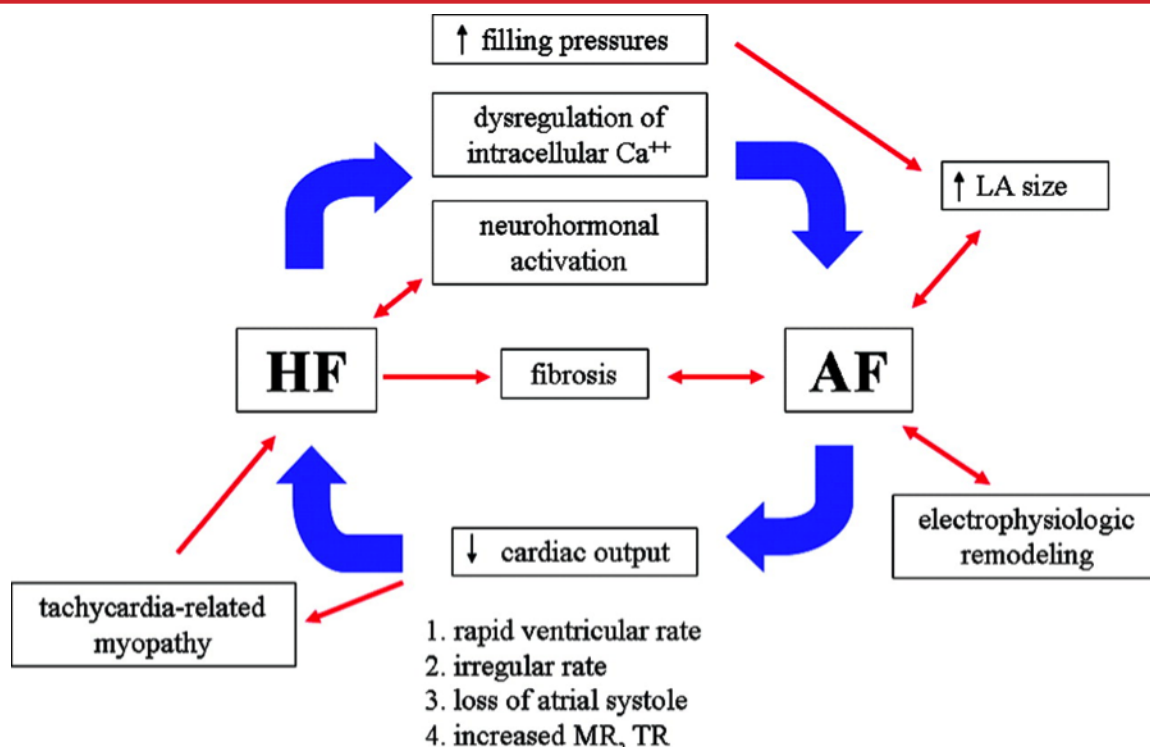 ↑ filling pressures
dysregulation of
intracellular Ca⁺⁺
↑ LA size
neurohormonal
activation
HF
fibrosis
AF
electrophysiologic
remodeling
↓ cardiac output
tachycardia-related
myopathy
1. rapid ventricular rate
2. irregular rate
3. loss of atrial systole
4. increased MR, TR